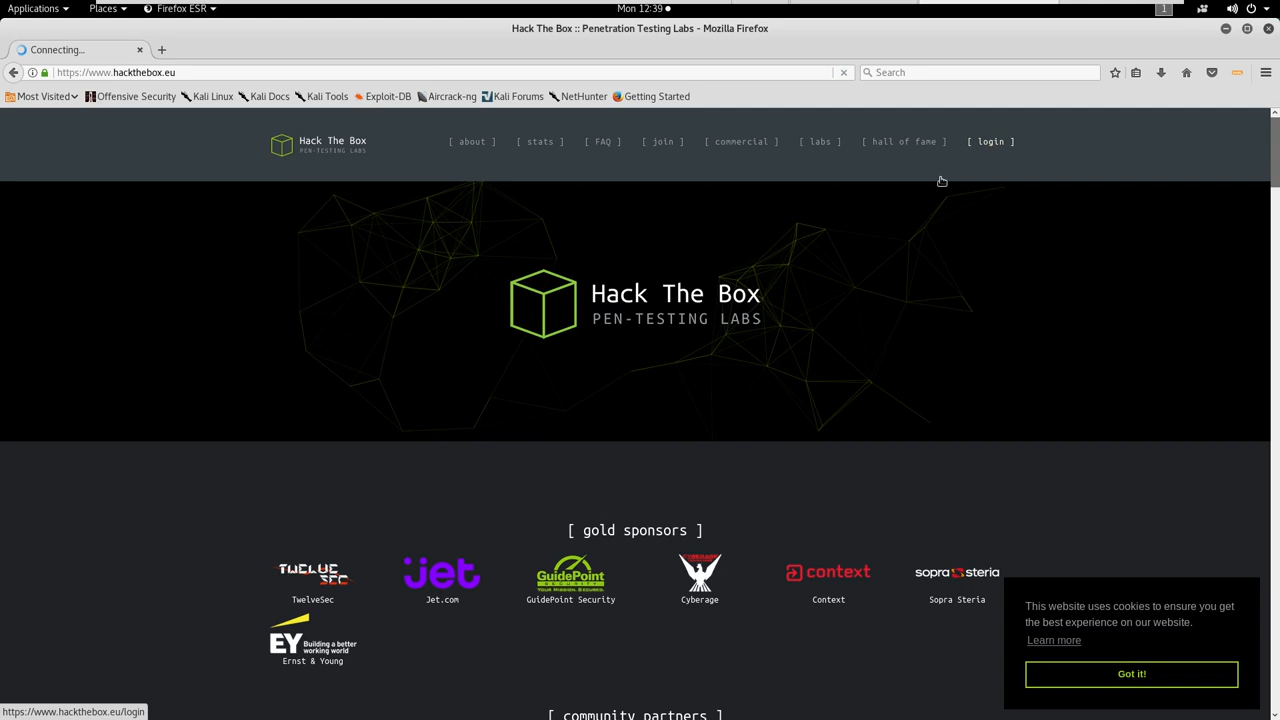 Applications Places Firefox ESR Mon 12:39 1
Hack The Box :: Penetration Testing Labs - Mozilla Firefox
Connecting...
https://www.hackthebox.eu Search
Most Visited Offensive Security Kali Linux Kali Docs Kali Tools Exploit-DB Aircrack-ng Kali Forums NetHunter Getting Started
Hack The Box
PEN-TESTING LABS
[ about ] [ stats ] [ FAQ ] [ join ] [ commercial ] [ labs ] [ hall of fame ] [ login ]
Hack The Box
PEN-TESTING LABS
[ gold sponsors ]
TWELVE SEC jet GuidePoint SECURITY YOUR MISSION. SECURED. context sopra steria
TwelveSec Jet.com GuidePoint Security Cyberage Context Sopra Steria
EY Building a better working world
Ernst & Young
This website uses cookies to ensure you get
the best experience on our website.
Learn more
Got it!
https://www.hackthebox.eu/login
[ community partners ]